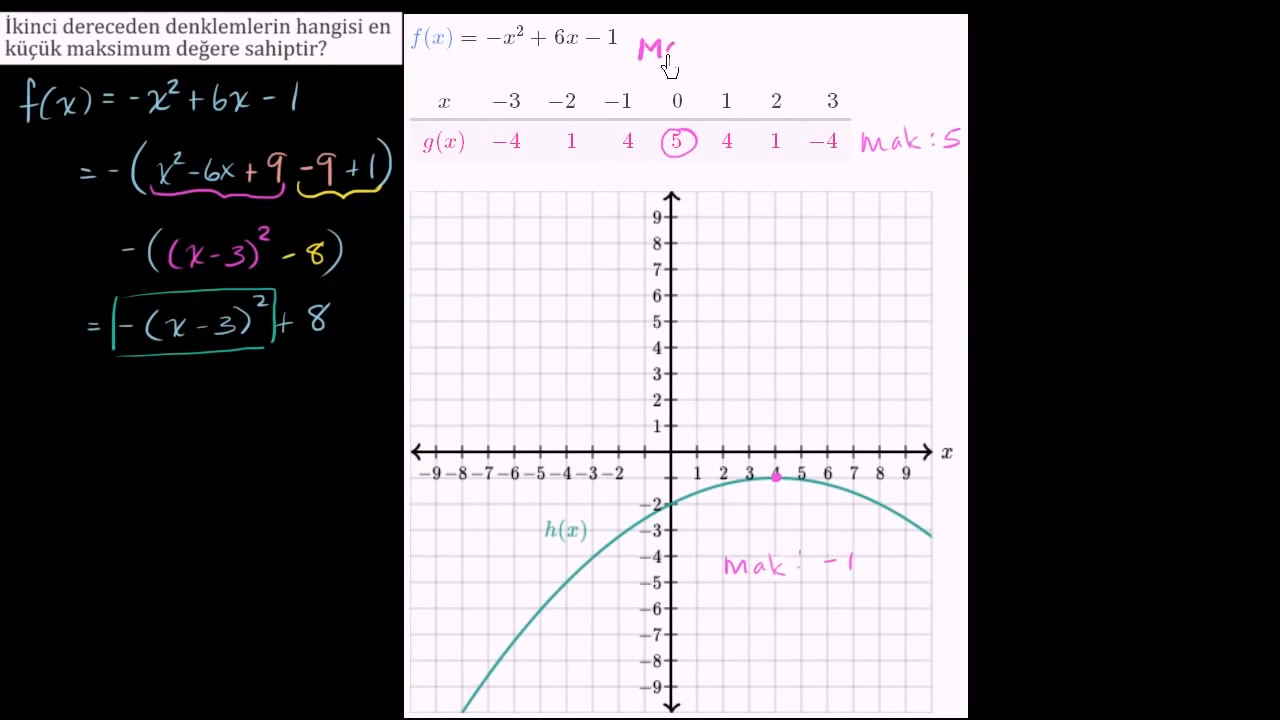 İkinci dereceden denklemlerin hangisi en
küçük maksimum değere sahiptir?
f(x) = -x² + 6x - 1
= -(x² - 6x + 9 - 9 + 1)
-((x-3)² - 8)
= -(x-3)² + 8
f(x) = −x² + 6x − 1 Ma
x −3 −2 −1 0 1 2 3
g(x) −4 1 4 5 4 1 −4 mak : 5
9
8
7
6
5
4
3
2
1
−9 −8 −7 −6 −5 −4 −3 −2 1 2 3 4 5 6 7 8 9 x
−2
−3
−4
−5
−6
−7
−8
−9
h(x)
mak : -1